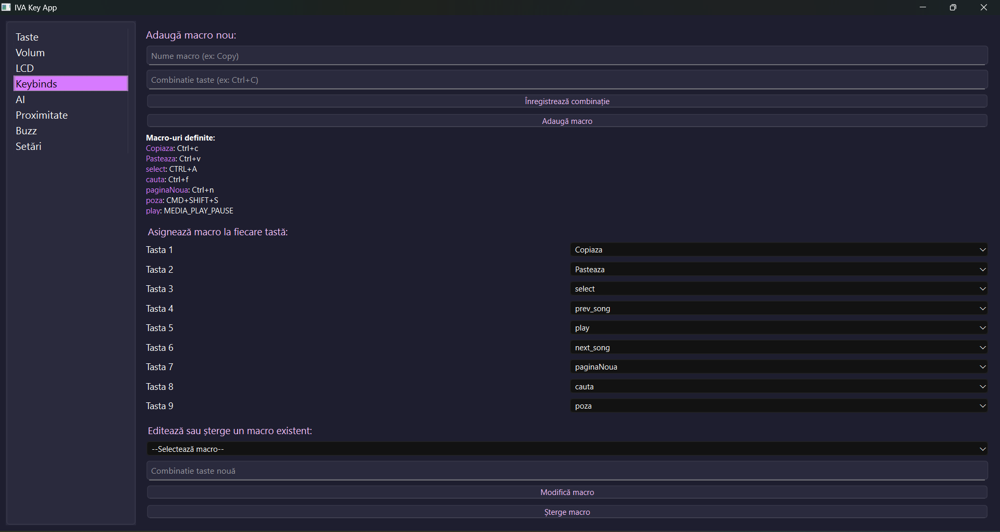 IVA Key App
Taste
Volum
LCD
Keybinds
AI
Proximitate
Buzz
Setări
Adaugă macro nou:
Nume macro (ex: Copy)
Combinatie taste (ex: Ctrl+C)
Înregistrează combinație
Adaugă macro
Macro-uri definite:
Copiaza: Ctrl+c
Pasteaza: Ctrl+v
select: CTRL+A
cauta: Ctrl+f
paginaNoua: Ctrl+n
poza: CMD+SHIFT+S
play: MEDIA_PLAY_PAUSE
Asignează macro la fiecare tastă:
Tasta 1 Copiaza
Tasta 2 Pasteaza
Tasta 3 select
Tasta 4 prev_song
Tasta 5 play
Tasta 6 next_song
Tasta 7 paginaNoua
Tasta 8 cauta
Tasta 9 poza
Editează sau șterge un macro existent:
--Selectează macro--
Combinatie taste nouă
Modifică macro
Șterge macro